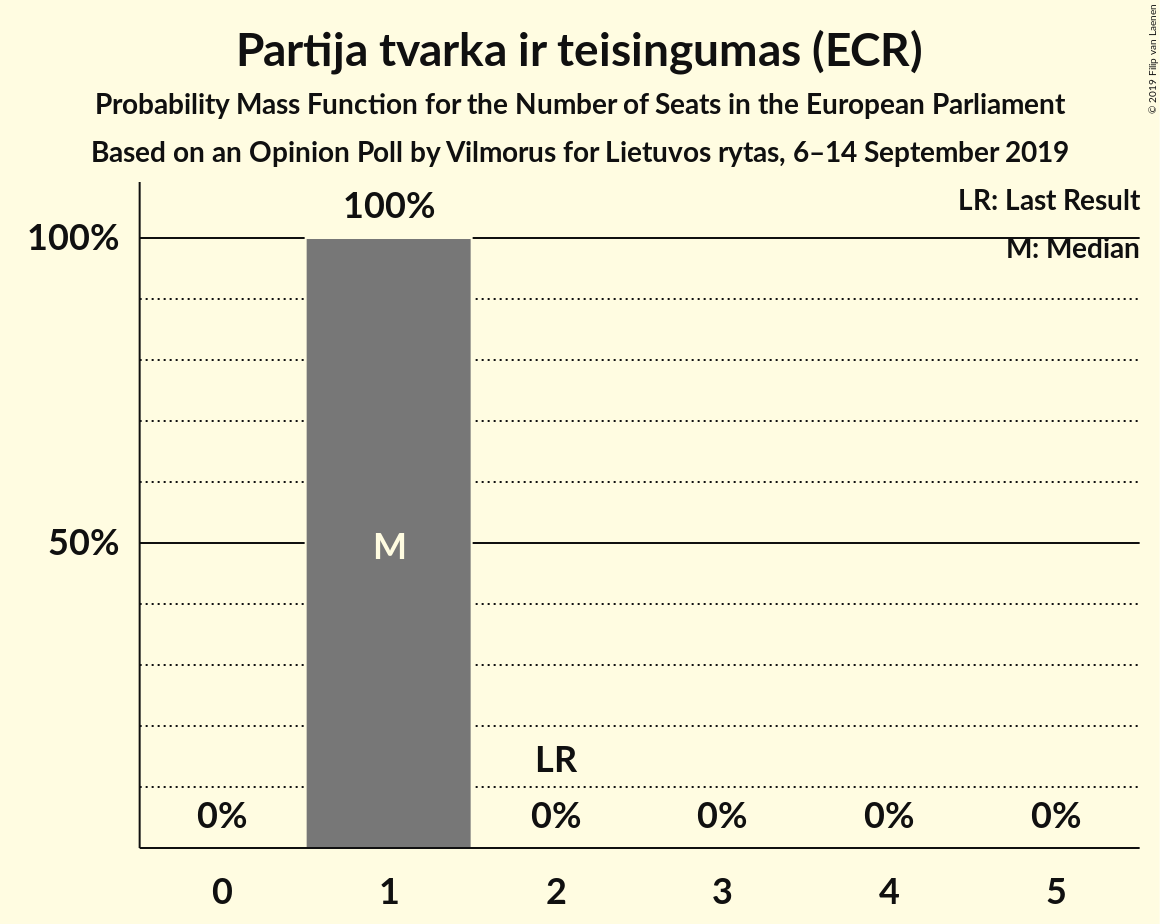 Partija tvarka ir teisingumas (ECR)
Probability Mass Function for the Number of Seats in the European Parliament
Based on an Opinion Poll by Vilmorus for Lietuvos rytas, 6–14 September 2019
© 2019 Filip van Laenen
LR: Last Result
M: Median
100%
100%
50%
M
LR
0% 0% 0% 0% 0%
0 1 2 3 4 5